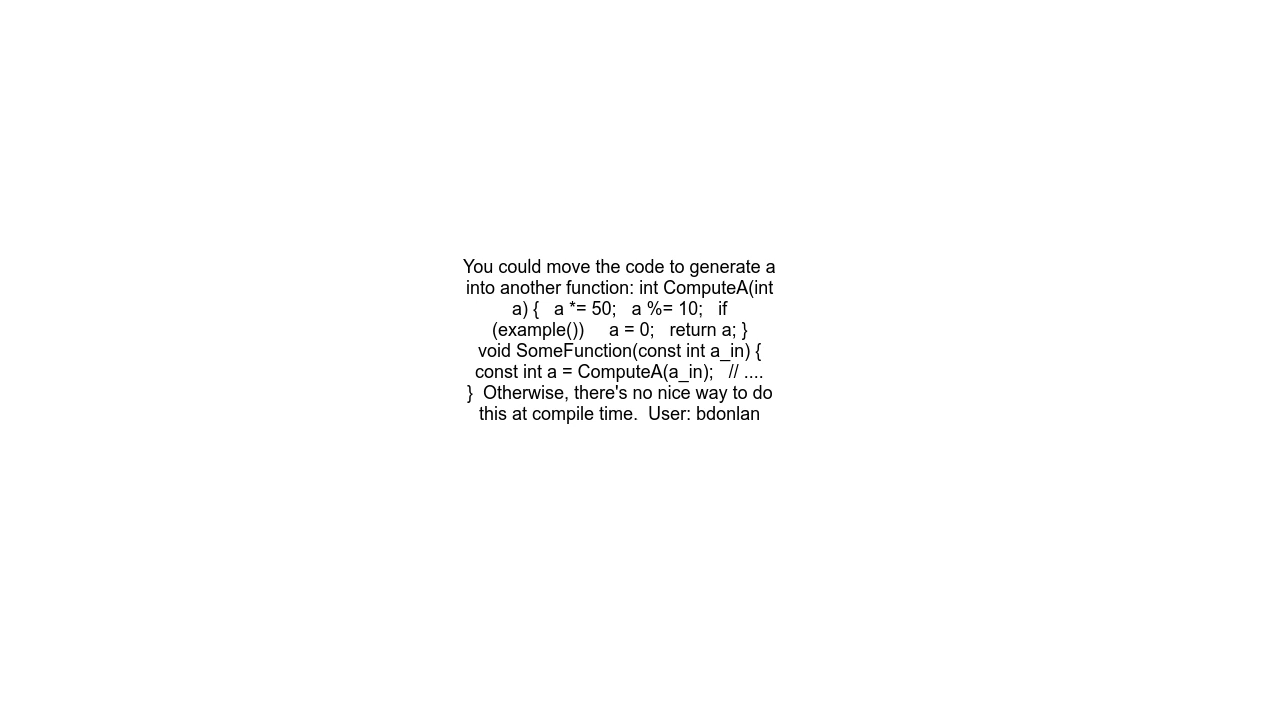 You could move the code to generate a
into another function: int ComputeA(int
a) {   a *= 50;   a %= 10;   if
(example())     a = 0;   return a; }
void SomeFunction(const int a_in) {
const int a = ComputeA(a_in);   // ....
}  Otherwise, there's no nice way to do
this at compile time.  User: bdonlan